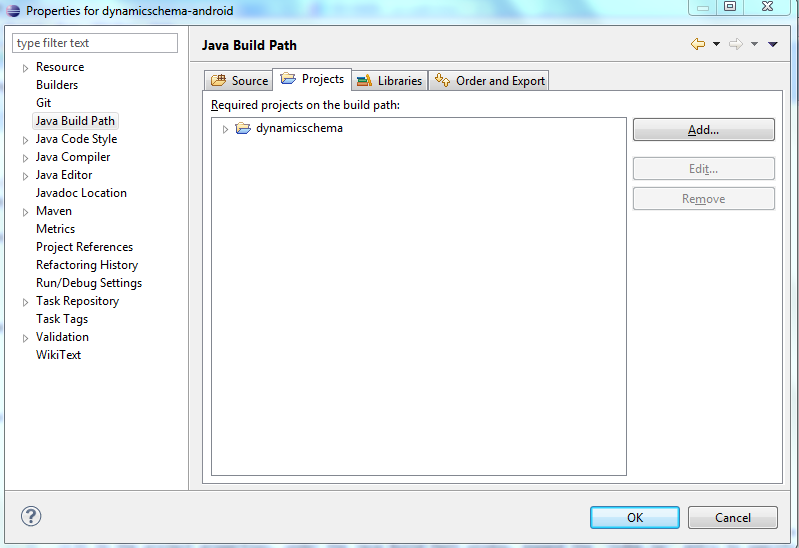 Properties for dynamicschema-android
type filter text
Resource
Builders
Git
Java Build Path
Java Code Style
Java Compiler
Java Editor
Javadoc Location
Maven
Metrics
Project References
Refactoring History
Run/Debug Settings
Task Repository
Task Tags
Validation
WikiText
Java Build Path
Source Projects Libraries Order and Export
Required projects on the build path:
dynamicschema
Add...
Edit...
Remove
?
OK Cancel